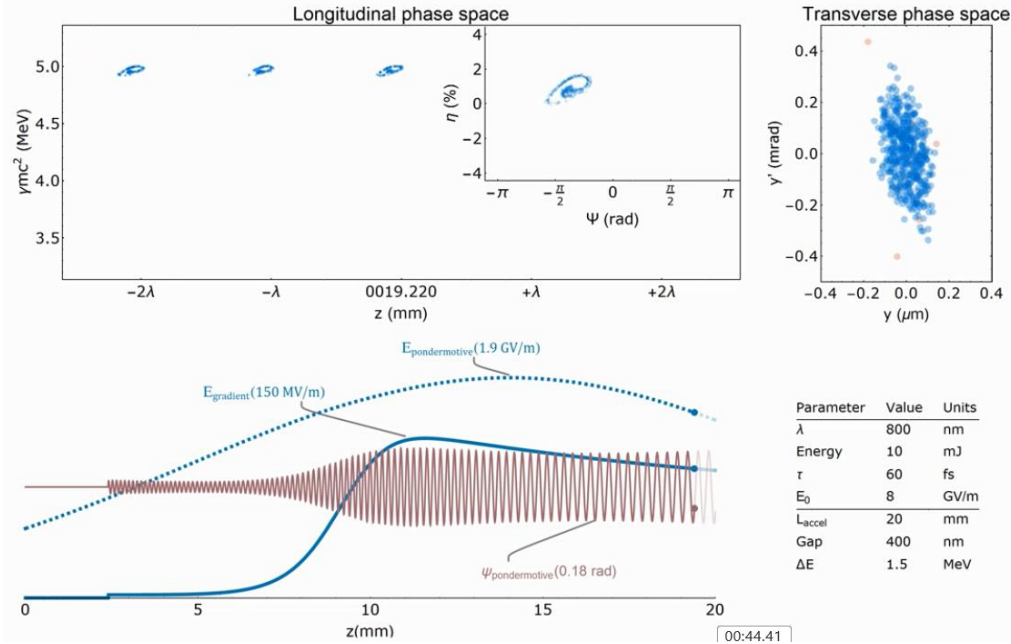 Longitudinal phase space
Transverse phase space
γmc² (MeV)
5.0
4.5
4.0
3.5
−2λ
−λ
0019.220
+λ
+2λ
z (mm)
η (%)
4
2
0
−2
−4
−π
−π/2
0
π/2
π
Ψ (rad)
y' (mrad)
0.4
0.2
0.0
−0.2
−0.4
−0.4
−0.2
0.0
0.2
0.4
y (μm)
E_pondermotive(1.9 GV/m)
E_gradient(150 MV/m)
ψ_pondermotive(0.18 rad)
0
5
10
15
20
z(mm)
Parameter Value Units
λ 800 nm
Energy 10 mJ
τ 60 fs
E₀ 8 GV/m
L_accel 20 mm
Gap 400 nm
ΔE 1.5 MeV
00:44.41